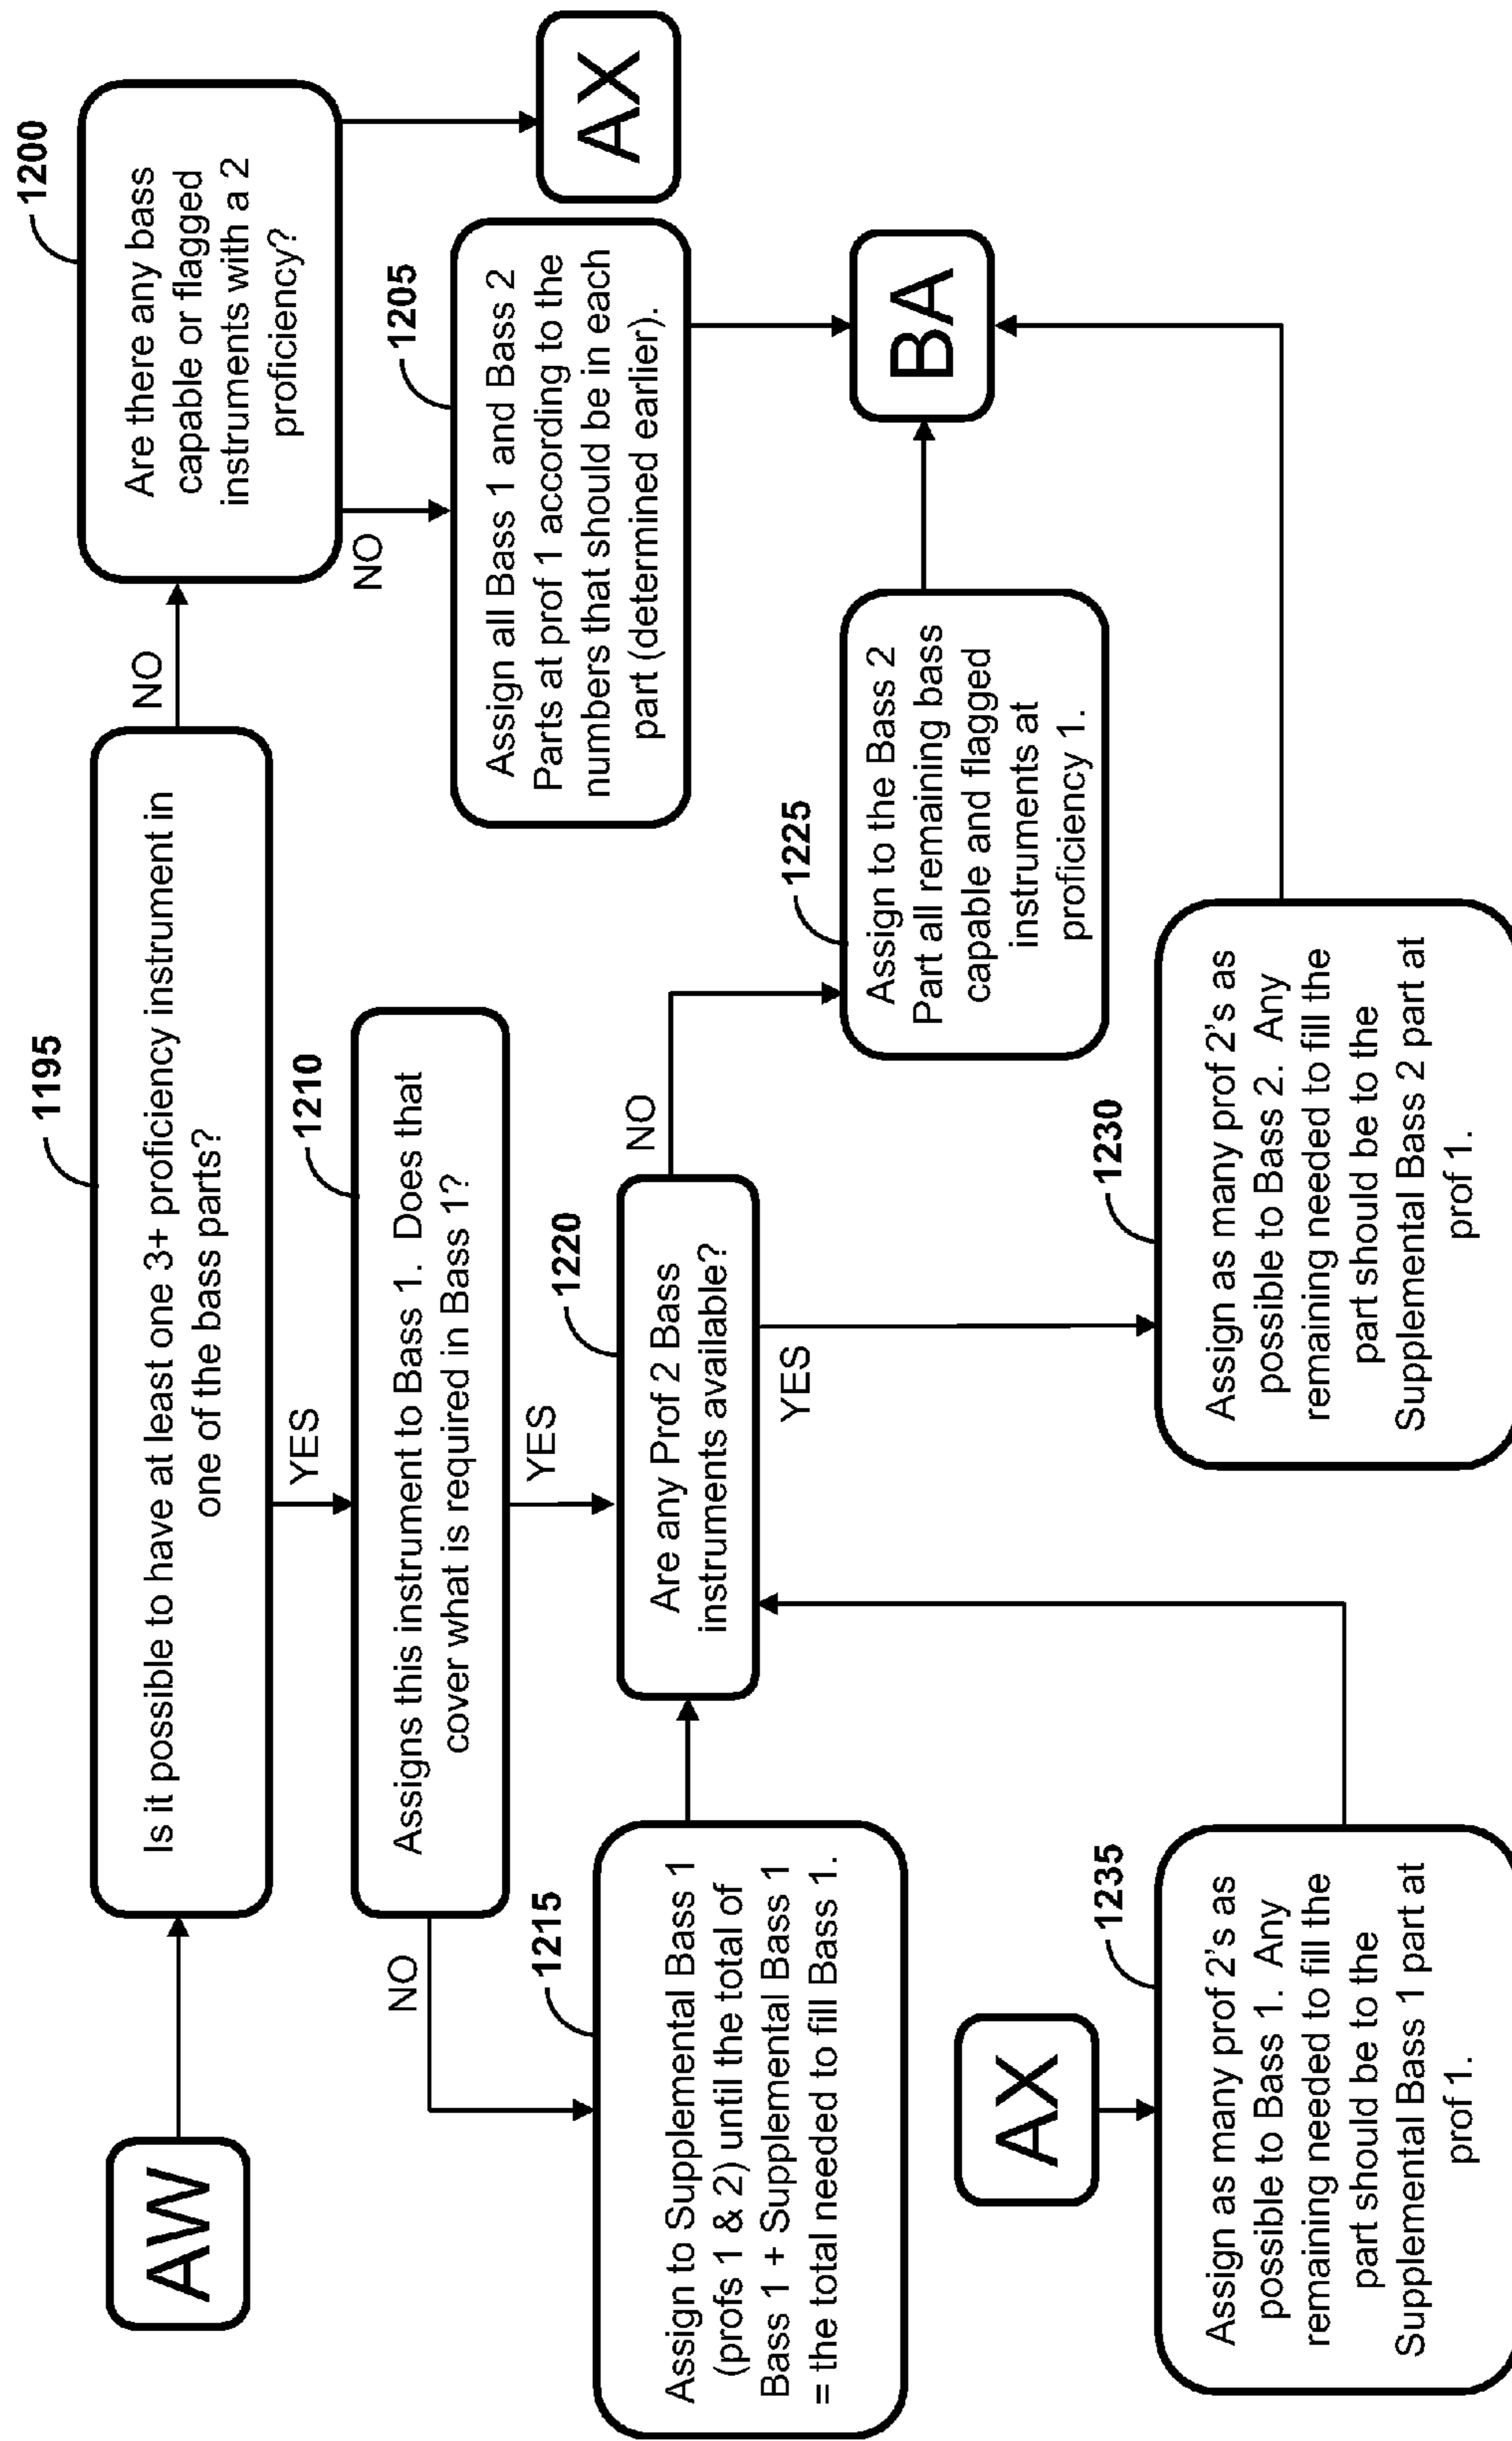 AW
1195
Is it possible to have at least one 3+ proficiency instrument in
one of the bass parts?
NO
1200
Are there any bass
capable or flagged
instruments with a 2
proficiency?
AX
NO
1205
Assign all Bass 1 and Bass 2
Parts at prof 1 according to the
numbers that should be in each
part (determined earlier).
YES
1210
Assigns this instrument to Bass 1. Does that
cover what is required in Bass 1?
NO
YES
1215
Assign to Supplemental Bass 1
(profs 1 & 2) until the total of
Bass 1 + Supplemental Bass 1
= the total needed to fill Bass 1.
1220
Are any Prof 2 Bass
instruments available?
NO
YES
1225
Assign to the Bass 2
Part all remaining bass
capable and flagged
instruments at
proficiency 1.
BA
AX
1235
Assign as many prof 2's as
possible to Bass 1. Any
remaining needed to fill the
part should be to the
Supplemental Bass 1 part at
prof 1.
1230
Assign as many prof 2's as
possible to Bass 2. Any
remaining needed to fill the
part should be to the
Supplemental Bass 2 part at
prof 1.